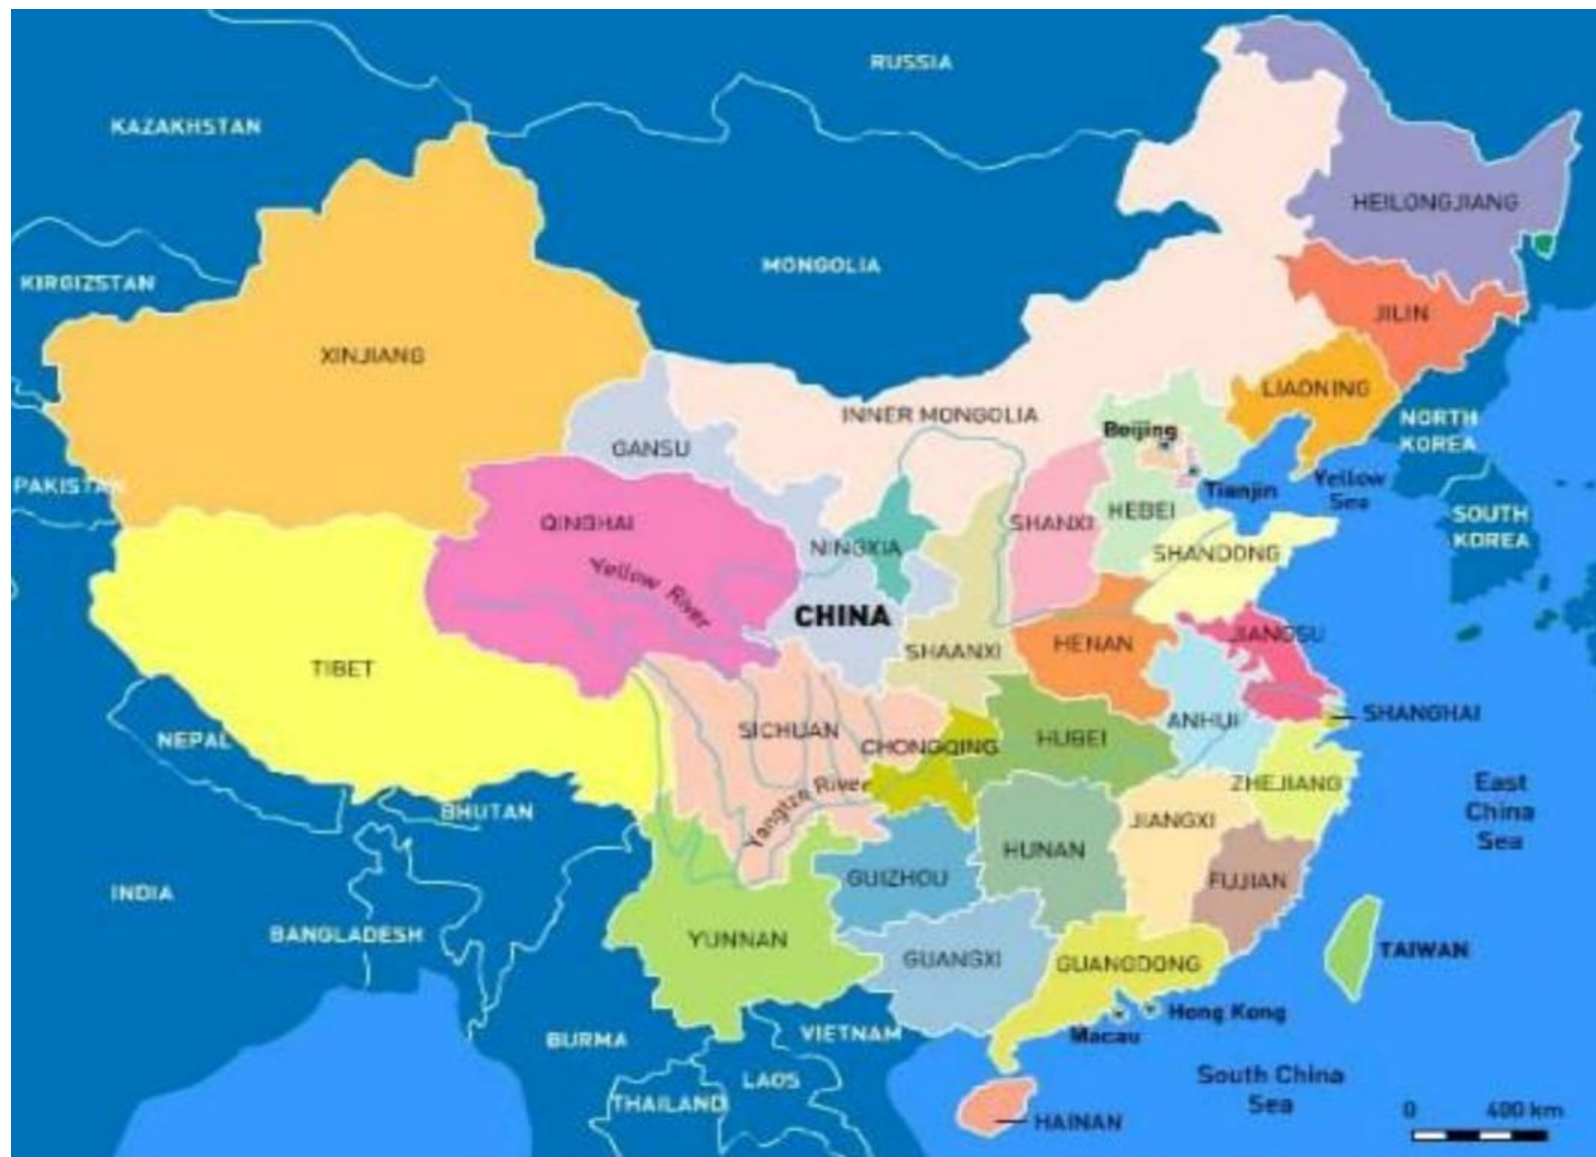 RUSSIA
KAZAKHSTAN
HEILONGJIANG
MONGOLIA
KIRGIZSTAN
JILIN
XINJIANG
LIAONING
INNER MONGOLIA
NORTH
KOREA
Beijing
GANSU
PAKISTAN
Tianjin
Yellow
Sea
HEBEI
SHANXI
QINGHAI
SOUTH
KOREA
NINGXIA
SHANDONG
Yellow River
CHINA
JIANGSU
HENAN
SHAANXI
TIBET
SHANGHAI
ANHUI
SICHUAN
HUBEI
CHONGQING
NEPAL
ZHEJIANG
East
China
Sea
Yangtze River
BHUTAN
JIANGXI
HUNAN
GUIZHOU
FUJIAN
INDIA
BANGLADESH
YUNNAN
TAIWAN
GUANGXI
GUANGDONG
Hong Kong
Macau
VIETNAM
BURMA
LAOS
South China
Sea
THAILAND
HAINAN
0 400 km